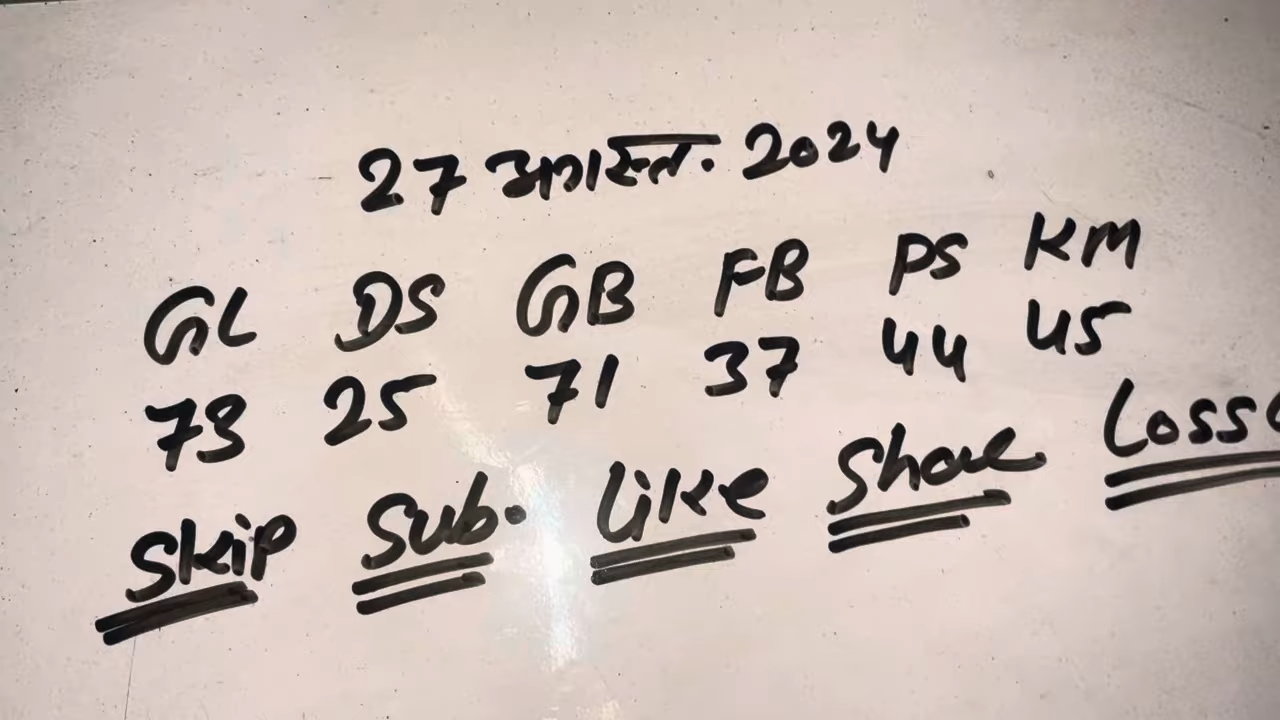 27 अगस्त. 2024
GL DS GB FB PS KM
73 25 71 37 44 45
Skip Sub. Like Share Loss